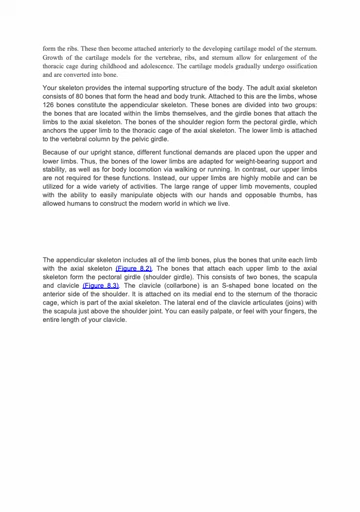 form the ribs. These then become attached anteriorly to the developing cartilage model of the sternum.
Growth of the cartilage models for the vertebrae, ribs, and sternum allow for enlargement of the
thoracic cage during childhood and adolescence. The cartilage models gradually undergo ossification
and are converted into bone.
Your skeleton provides the internal supporting structure of the body. The adult axial skeleton
consists of 80 bones that form the head and body trunk. Attached to this are the limbs, whose
126 bones constitute the appendicular skeleton. These bones are divided into two groups:
the bones that are located within the limbs themselves, and the girdle bones that attach the
limbs to the axial skeleton. The bones of the shoulder region form the pectoral girdle, which
anchors the upper limb to the thoracic cage of the axial skeleton. The lower limb is attached
to the vertebral column by the pelvic girdle.
Because of our upright stance, different functional demands are placed upon the upper and
lower limbs. Thus, the bones of the lower limbs are adapted for weight-bearing support and
stability, as well as for body locomotion via walking or running. In contrast, our upper limbs
are not required for these functions. Instead, our upper limbs are highly mobile and can be
utilized for a wide variety of activities. The large range of upper limb movements, coupled
with the ability to easily manipulate objects with our hands and opposable thumbs, has
allowed humans to construct the modern world in which we live.
The appendicular skeleton includes all of the limb bones, plus the bones that unite each limb
with the axial skeleton (Figure 8.2). The bones that attach each upper limb to the axial
skeleton form the pectoral girdle (shoulder girdle). This consists of two bones, the scapula
and clavicle (Figure 8.3). The clavicle (collarbone) is an S-shaped bone located on the
anterior side of the shoulder. It is attached on its medial end to the sternum of the thoracic
cage, which is part of the axial skeleton. The lateral end of the clavicle articulates (joins) with
the scapula just above the shoulder joint. You can easily palpate, or feel with your fingers, the
entire length of your clavicle.